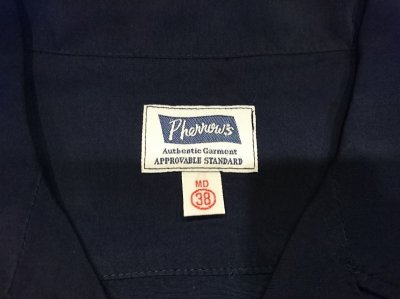 Pherrow's
Authentic Garment
APPROVABLE STANDARD
MD
38